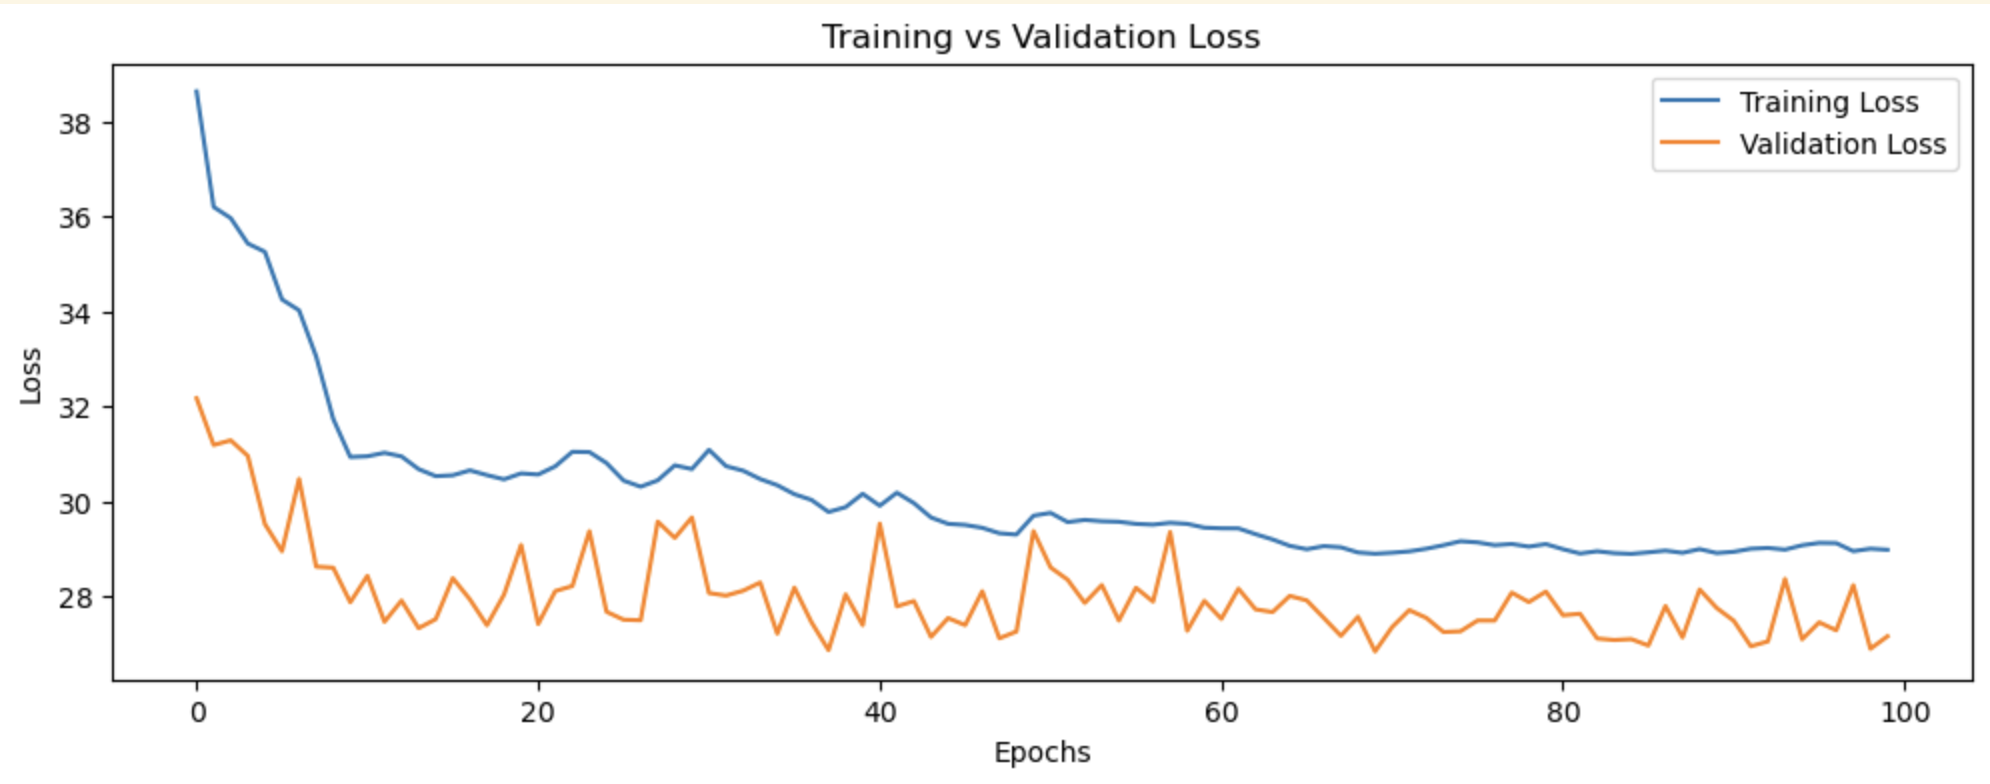 Training vs Validation Loss
Training Loss
Validation Loss
38
36
34
32
30
28
Loss
0 20 40 60 80 100
Epochs